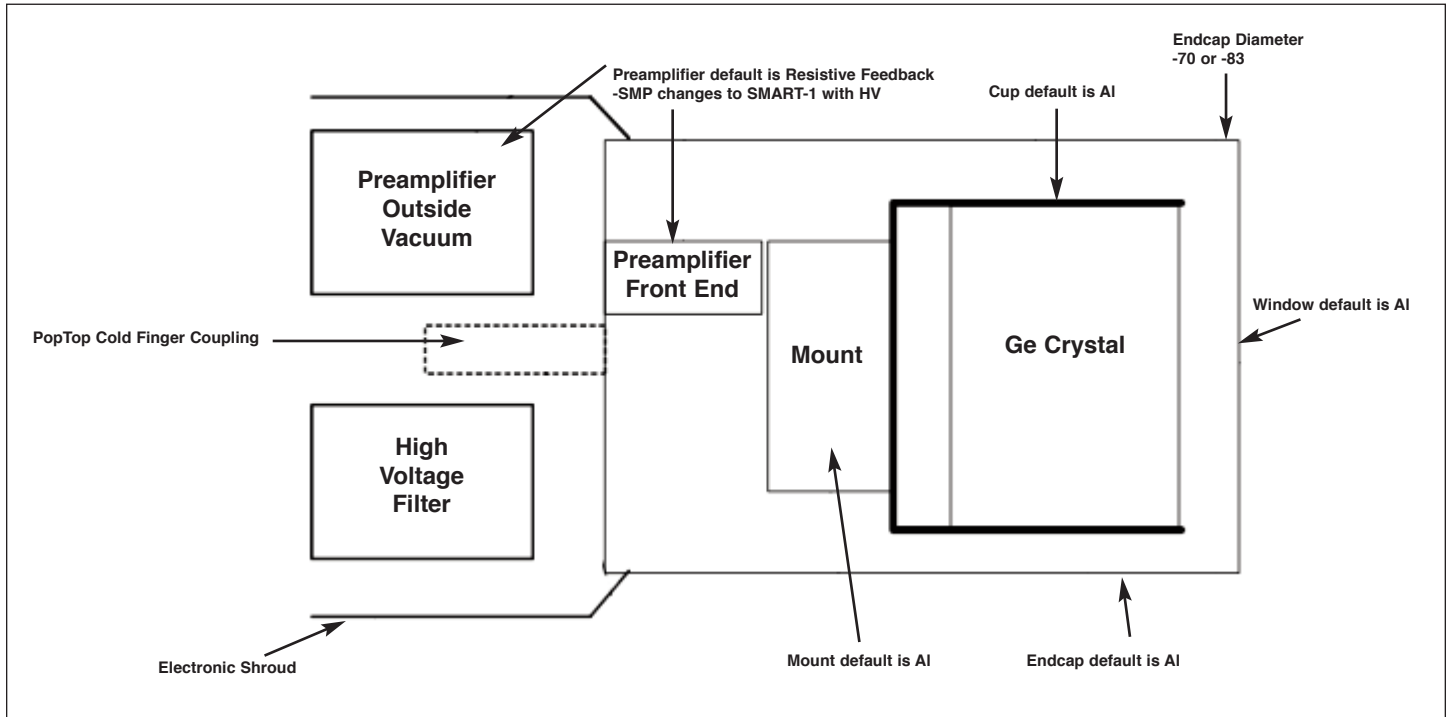 Endcap Diameter
-70 or -83
Preamplifier default is Resistive Feedback
-SMP changes to SMART-1 with HV
Cup default is Al
Preamplifier
Outside
Vacuum
Preamplifier
Front End
Window default is Al
PopTop Cold Finger Coupling
Mount
Ge Crystal
High
Voltage
Filter
Electronic Shroud
Mount default is Al
Endcap default is Al